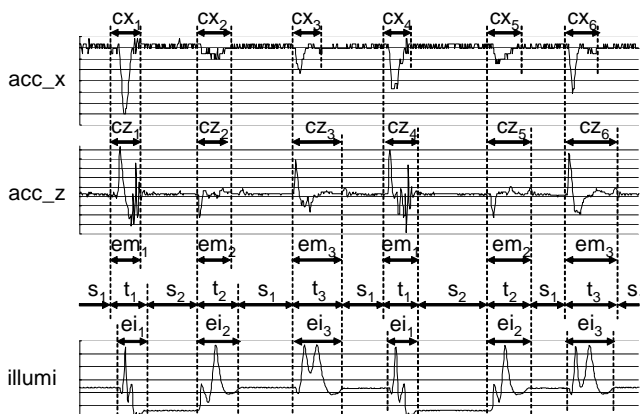 cx1 cx2 cx3 cx4 cx5 cx6
acc_x
cz1 cz2 cz3 cz4 cz5 cz6
acc_z
em1 em2 em3 em1 em2 em3
s1 t1 s2 t2 s1 t3 s1 t1 s2 t2 s1 t3 s
ei1 ei2 ei3 ei1 ei2 ei3
illumi